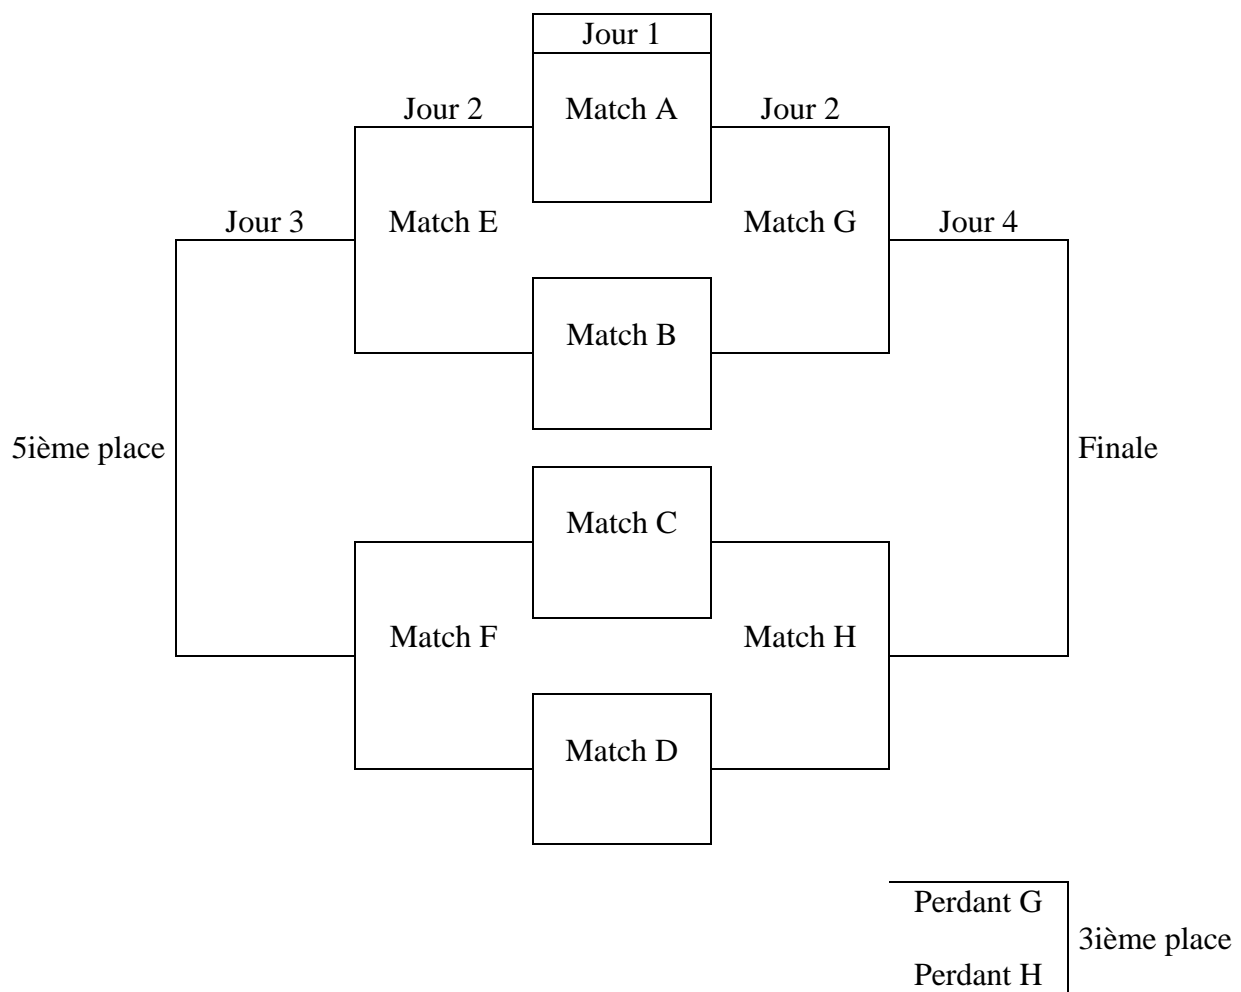 Jour 1
Jour 2
Match A
Jour 2
Jour 3
Match E
Match G
Jour 4
Match B
5ième place
Finale
Match C
Match F
Match H
Match D
Perdant G
3ième place
Perdant H